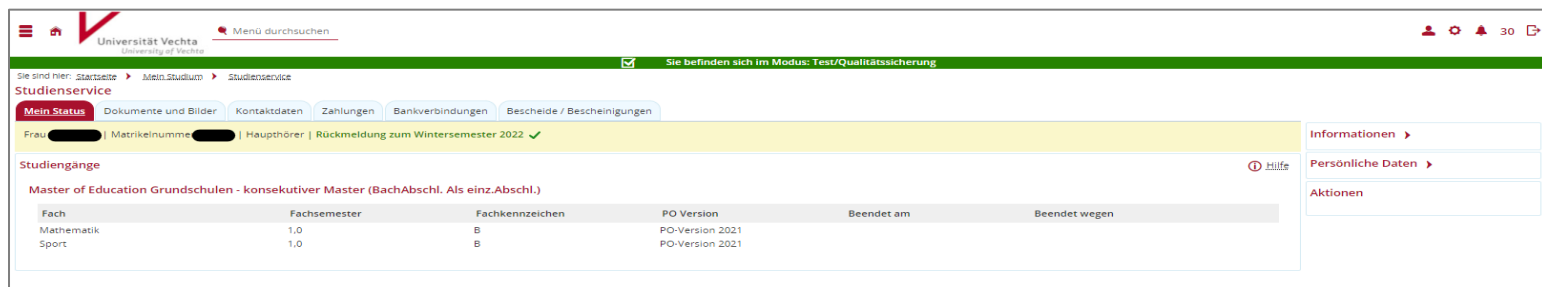 Universität Vechta
University of Vechta
Menü durchsuchen
30
Sie befinden sich im Modus: Test/Qualitätssicherung
Sie sind hier: Startseite Mein Studium Studienservice
Studienservice
Mein Status Dokumente und Bilder Kontaktdaten Zahlungen Bankverbindungen Bescheide / Bescheinigungen
Frau | Matrikelnumme | Haupthörer | Rückmeldung zum Wintersemester 2022
Informationen
Studiengänge
Hilfe
Persönliche Daten
Master of Education Grundschulen - konsekutiver Master (BachAbschl. Als einz.Abschl.)
Aktionen
Fach Fachsemester Fachkennzeichen PO Version Beendet am Beendet wegen
Mathematik 1,0 B PO-Version 2021
Sport 1,0 B PO-Version 2021